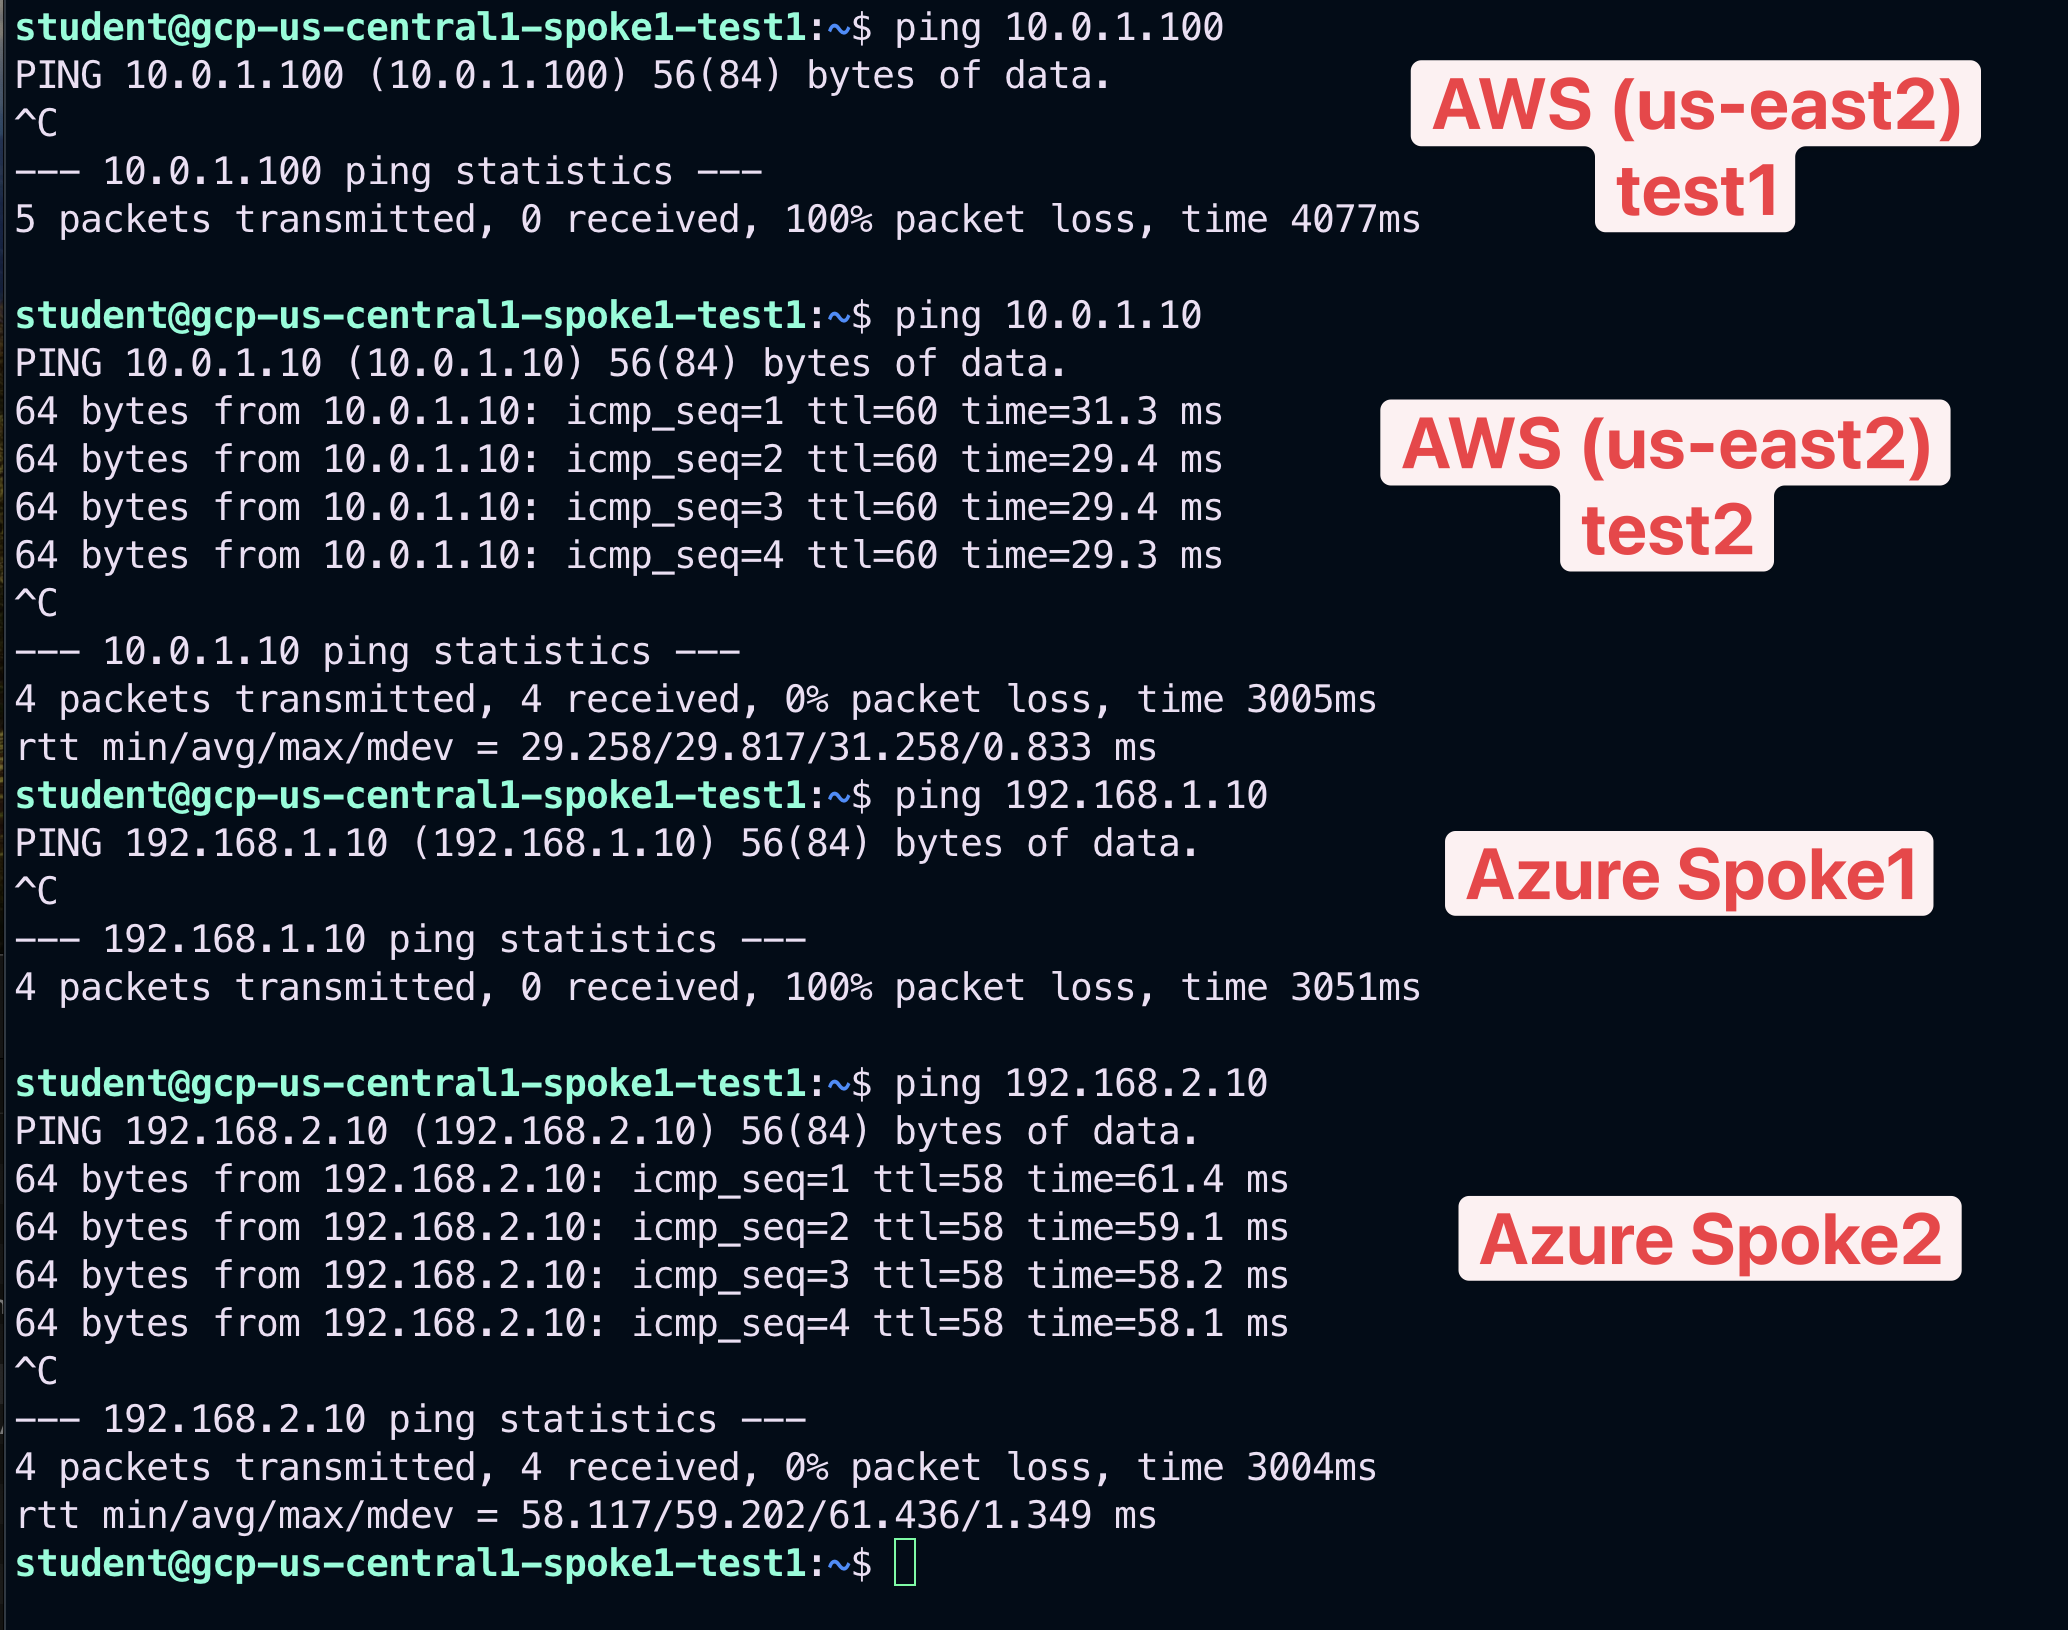 student@gcp-us-central1-spoke1-test1:~$ ping 10.0.1.100
PING 10.0.1.100 (10.0.1.100) 56(84) bytes of data.
^C
--- 10.0.1.100 ping statistics ---
5 packets transmitted, 0 received, 100% packet loss, time 4077ms
AWS (us-east2)
test1
student@gcp-us-central1-spoke1-test1:~$ ping 10.0.1.10
PING 10.0.1.10 (10.0.1.10) 56(84) bytes of data.
64 bytes from 10.0.1.10: icmp_seq=1 ttl=60 time=31.3 ms
64 bytes from 10.0.1.10: icmp_seq=2 ttl=60 time=29.4 ms
64 bytes from 10.0.1.10: icmp_seq=3 ttl=60 time=29.4 ms
64 bytes from 10.0.1.10: icmp_seq=4 ttl=60 time=29.3 ms
^C
--- 10.0.1.10 ping statistics ---
4 packets transmitted, 4 received, 0% packet loss, time 3005ms
rtt min/avg/max/mdev = 29.258/29.817/31.258/0.833 ms
AWS (us-east2)
test2
student@gcp-us-central1-spoke1-test1:~$ ping 192.168.1.10
PING 192.168.1.10 (192.168.1.10) 56(84) bytes of data.
^C
--- 192.168.1.10 ping statistics ---
4 packets transmitted, 0 received, 100% packet loss, time 3051ms
Azure Spoke1
student@gcp-us-central1-spoke1-test1:~$ ping 192.168.2.10
PING 192.168.2.10 (192.168.2.10) 56(84) bytes of data.
64 bytes from 192.168.2.10: icmp_seq=1 ttl=58 time=61.4 ms
64 bytes from 192.168.2.10: icmp_seq=2 ttl=58 time=59.1 ms
64 bytes from 192.168.2.10: icmp_seq=3 ttl=58 time=58.2 ms
64 bytes from 192.168.2.10: icmp_seq=4 ttl=58 time=58.1 ms
^C
--- 192.168.2.10 ping statistics ---
4 packets transmitted, 4 received, 0% packet loss, time 3004ms
rtt min/avg/max/mdev = 58.117/59.202/61.436/1.349 ms
Azure Spoke2
student@gcp-us-central1-spoke1-test1:~$